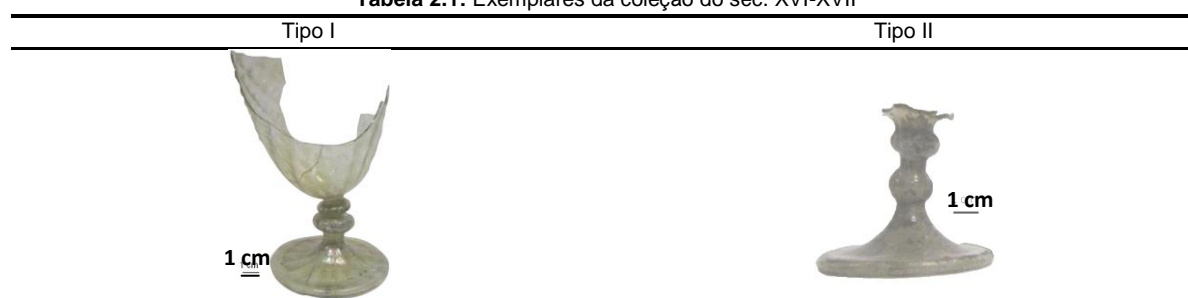 Tabela 2.1: Exemplares da coleção do séc. XVI-XVII
Tipo I
Tipo II
1 cm
1 cm